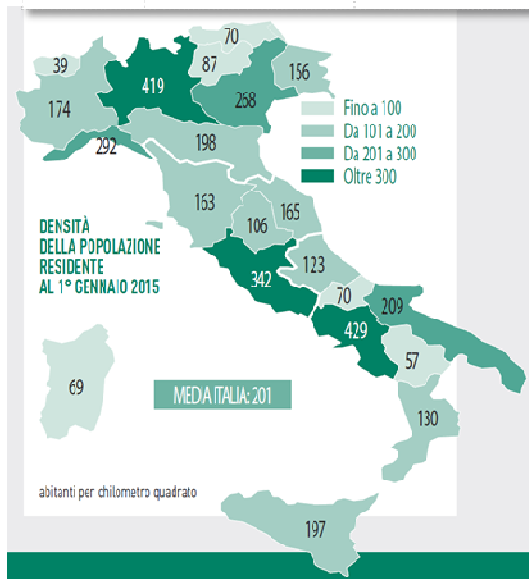 70
39
87
419
156
174
268
Fino a 100
Da 101 a 200
Da 201 a 300
Oltre 300
198
292
163
165
106
DENSITÀ
DELLA POPOLAZIONE
RESIDENTE
AL 1° GENNAIO 2015
123
342
70
209
429
57
69
MEDIA ITALIA: 201
130
abitanti per chilometro quadrato
197